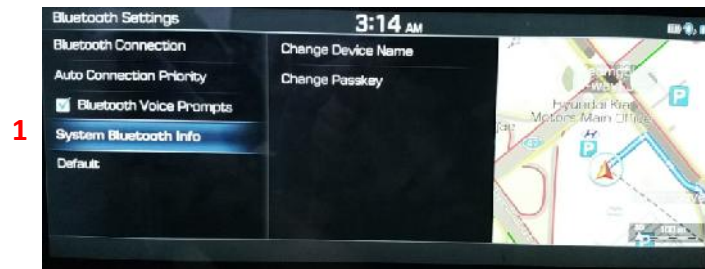 Bluetooth Settings
3:14 AM
Bluetooth Connection
Auto Connection Priority
Bluetooth Voice Prompts
1
System Bluetooth Info
Default
Change Device Name
Change Passkey
P
Motors Main Office
P